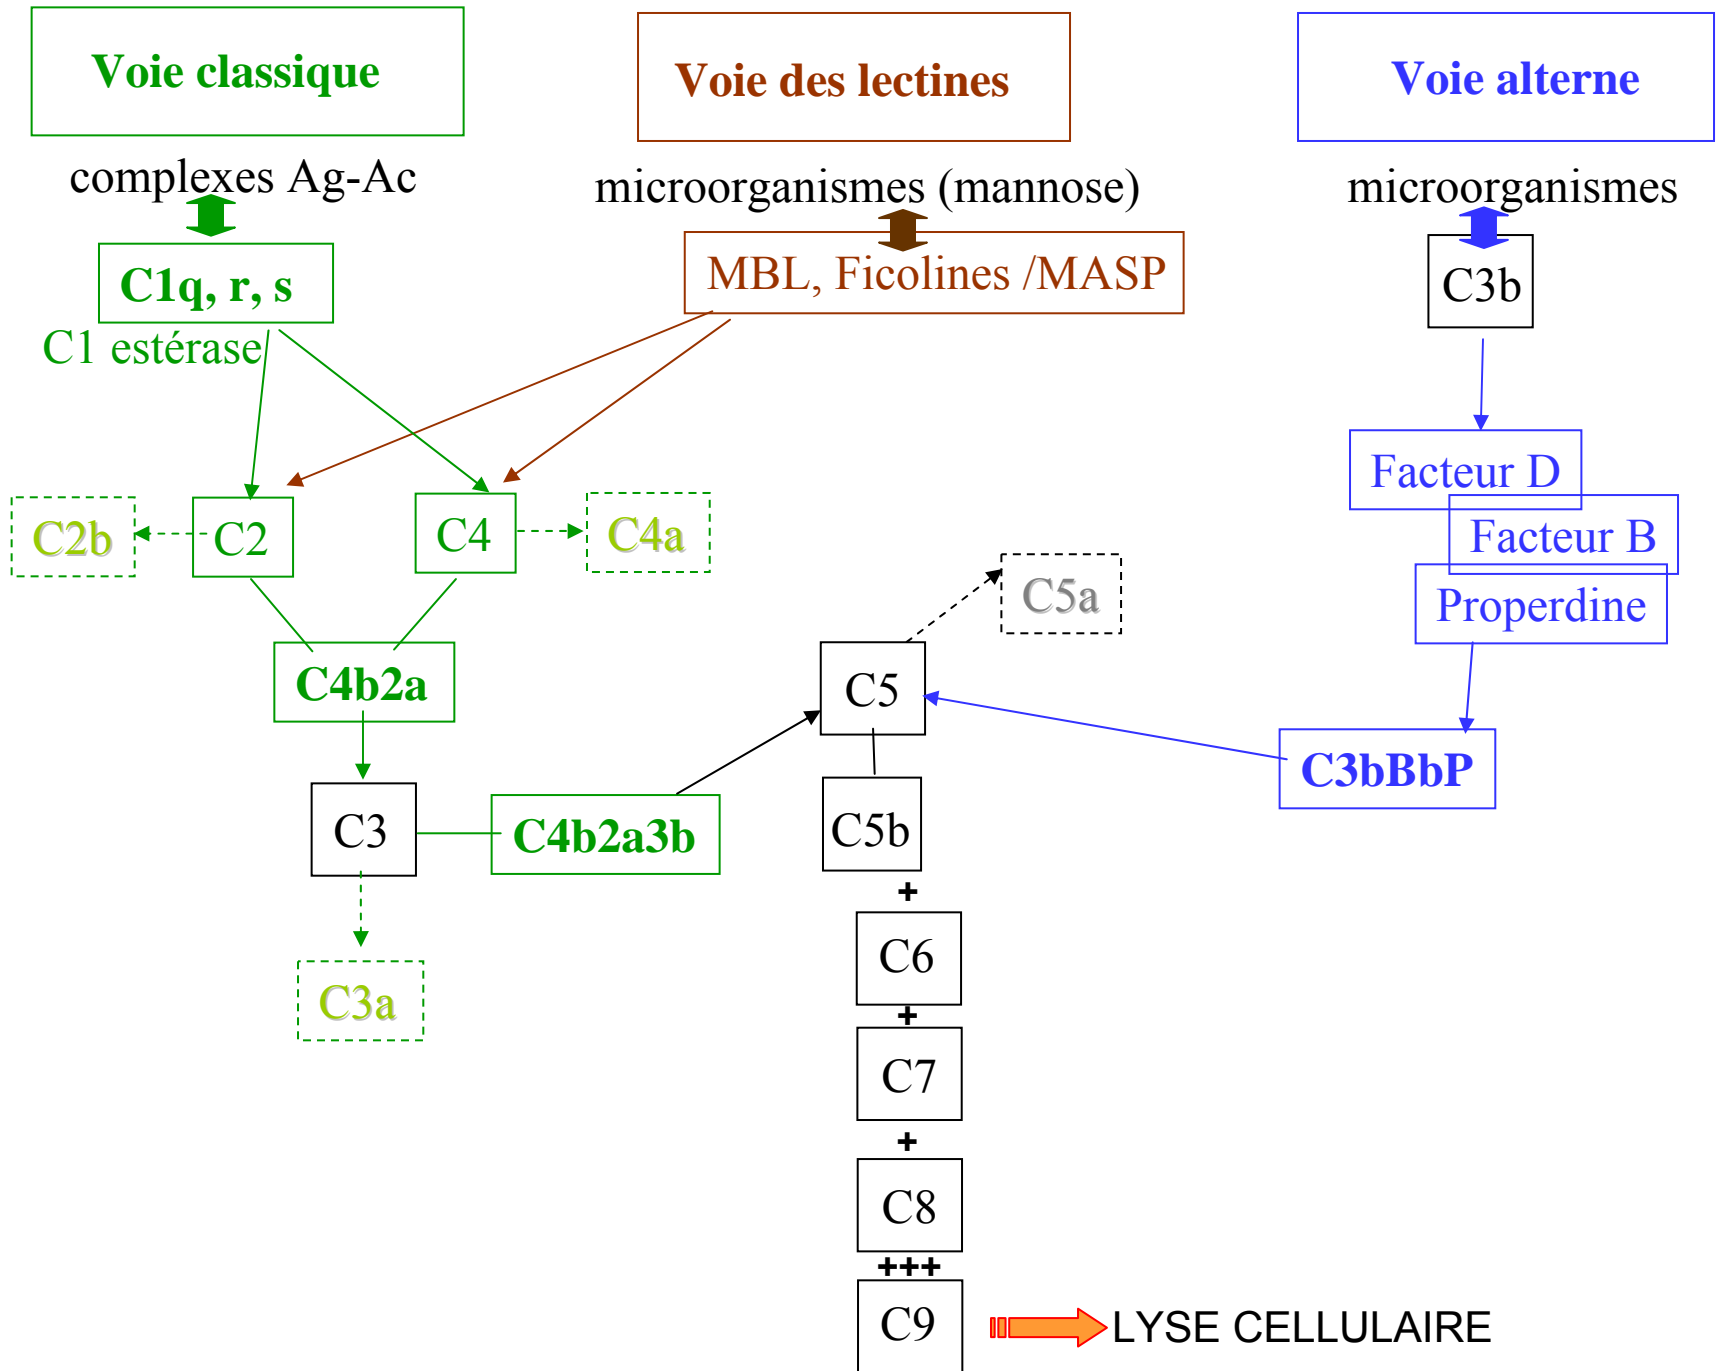 Voie classique
Voie des lectines
Voie alterne
complexes Ag-Ac
microorganismes (mannose)
microorganismes
C1q, r, s
MBL, Ficolines /MASP
C3b
C1 estérase
Facteur D
C2b
C2
C4
C4a
Facteur B
C5a
Properdine
C4b2a
C5
C3bBbP
C3
C4b2a3b
C5b
+
C6
C3a
+
C7
+
C8
+++
C9
LYSE CELLULAIRE